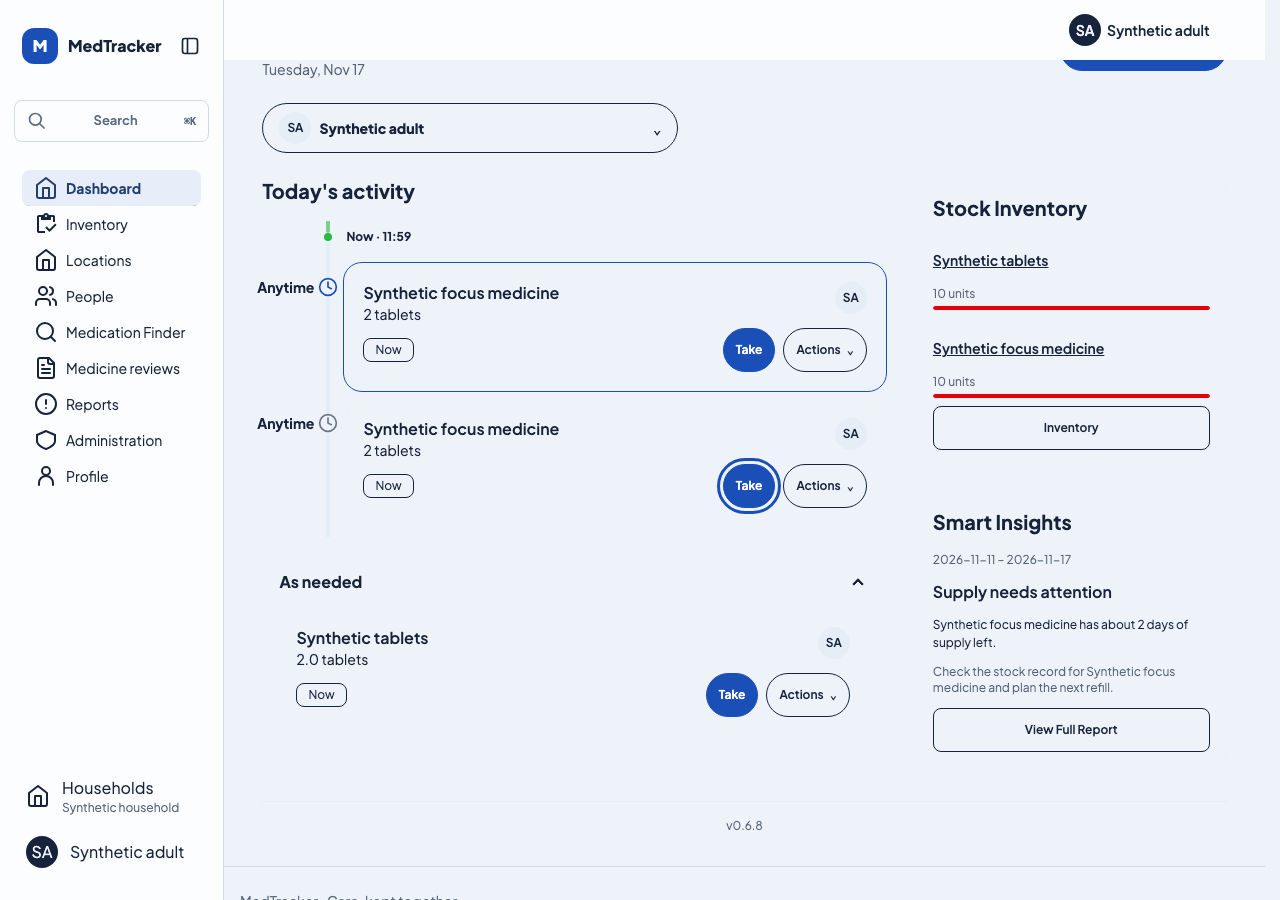 M MedTracker
Search ⌘K
Dashboard
Inventory
Locations
People
Medication Finder
Medicine reviews
Reports
Administration
Profile
Households
Synthetic household
SA Synthetic adult
SA Synthetic adult
Tuesday, Nov 17
SA Synthetic adult
Today's activity
Now · 11:59
Anytime
Synthetic focus medicine
SA
2 tablets
Now
Take
Actions
Anytime
Synthetic focus medicine
SA
2 tablets
Now
Take
Actions
As needed
Synthetic tablets
SA
2.0 tablets
Now
Take
Actions
Stock Inventory
Synthetic tablets
10 units
Synthetic focus medicine
10 units
Inventory
Smart Insights
2026-11-11 – 2026-11-17
Supply needs attention
Synthetic focus medicine has about 2 days of
supply left.
Check the stock record for Synthetic focus
medicine and plan the next refill.
View Full Report
v0.6.8
MedTracker · Care, kept together